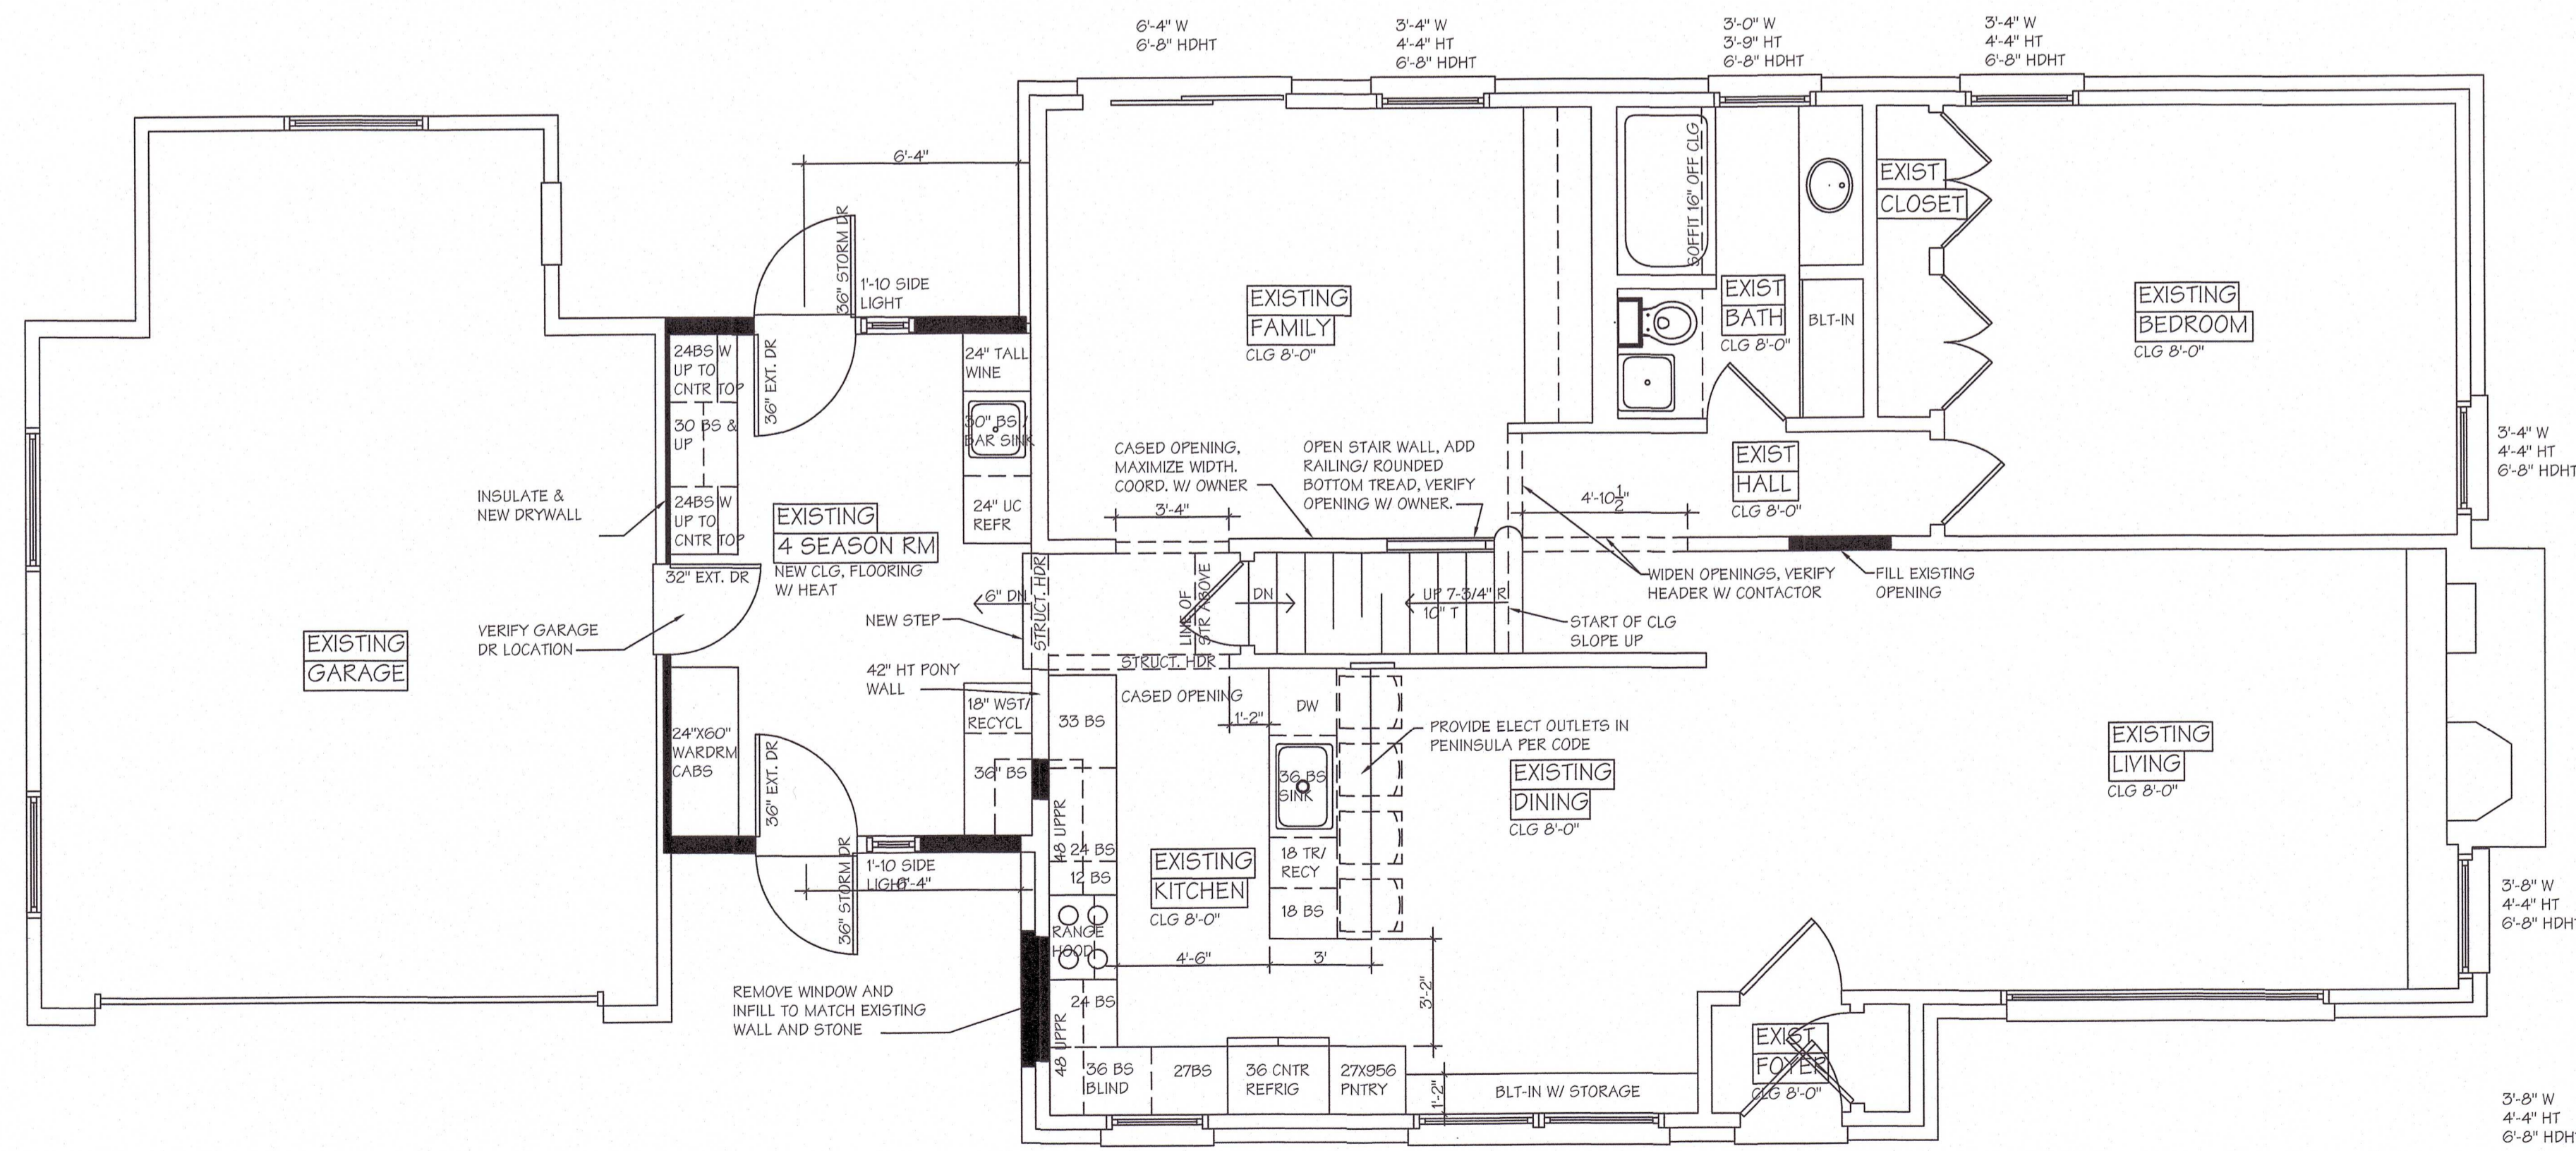 6'-4" W
6'-8" HDHT
3'-4" W
4'-4" HT
6'-8" HDHT
3'-0" W
3'-9" HT
6'-8" HDHT
3'-4" W
4'-4" HT
6'-8" HDHT
6'-4"
36" STORM DR
1'-10 SIDE
LIGHT
36" EXT. DR
24BS W
UP TO
CNTR TOP
30 BS &
UP
24BS W
UP TO
CNTR TOP
24" TALL
WINE
30" BS /
BAR SINK
24" UC
REFR
EXISTING
4 SEASON RM
NEW CLG, FLOORING
W/ HEAT
INSULATE &
NEW DRYWALL
32" EXT. DR
VERIFY GARAGE
DR LOCATION
EXISTING
GARAGE
EXISTING
FAMILY
CLG 8'-0"
SOFFIT 16" OFF CLG
EXIST
BATH
CLG 8'-0"
BLT-IN
EXIST
CLOSET
EXISTING
BEDROOM
CLG 8'-0"
3'-4" W
4'-4" HT
6'-8" HDHT
CASED OPENING,
MAXIMIZE WIDTH.
COORD. W/ OWNER
3'-4"
OPEN STAIR WALL, ADD
RAILING/ ROUNDED
BOTTOM TREAD, VERIFY
OPENING W/ OWNER.
EXIST
HALL
CLG 8'-0"
4'-10 1/2"
WIDEN OPENINGS, VERIFY
HEADER W/ CONTACTOR
FILL EXISTING
OPENING
START OF CLG
SLOPE UP
6" DN
STRUCT. HDR
LINE OF
STR ABOVE
DN
UP 7-3/4" R
10" T
NEW STEP
STRUCT. HDR
42" HT PONY
WALL
CASED OPENING
1'-2"
18" WST/
RECYCL
36" BS
24"X60"
WARDRM
CABS
36" EXT. DR
36" STORM DR
1'-10 SIDE
LIGHT
6'-4"
33 BS
48 UPPR
24 BS
12 BS
RANGE
HOOD
24 BS
48 UPPR
36 BS
BLIND
27BS
36 CNTR
REFRIG
27X956
PNTRY
EXISTING
KITCHEN
CLG 8'-0"
DW
36 BS
SINK
18 TR/
RECY
18 BS
4'-6"
3'
3'-2"
1'-2"
PROVIDE ELECT OUTLETS IN
PENINSULA PER CODE
EXISTING
DINING
CLG 8'-0"
EXISTING
LIVING
CLG 8'-0"
BLT-IN W/ STORAGE
EXIST
FOYER
CLG 8'-0"
REMOVE WINDOW AND
INFILL TO MATCH EXISTING
WALL AND STONE
3'-8" W
4'-4" HT
6'-8" HDH
3'-8" W
4'-4" HT
6'-8" HDH